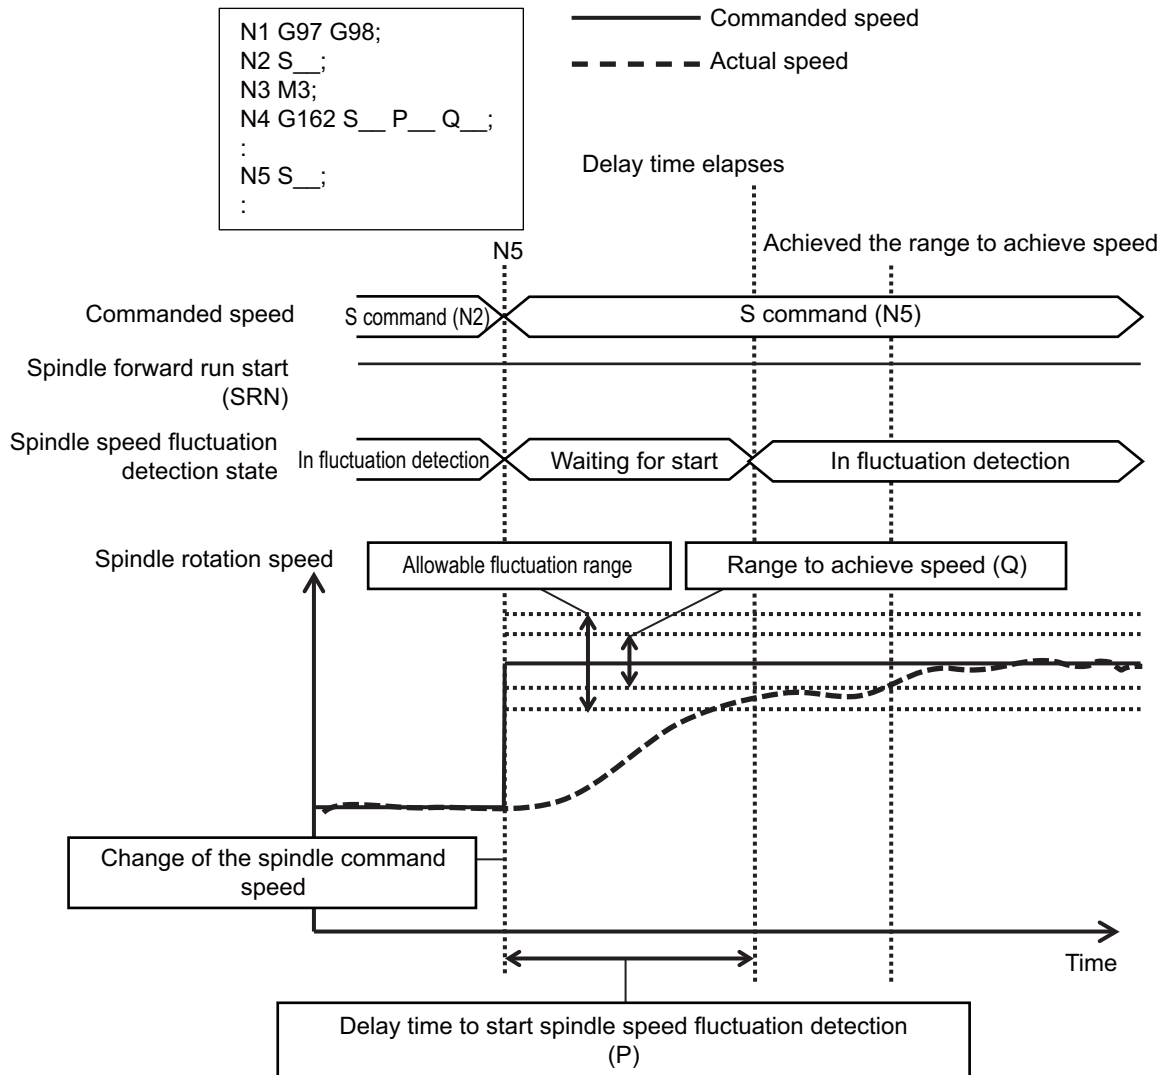 N1 G97 G98;
N2 S__;
N3 M3;
N4 G162 S__ P__ Q__;
:
N5 S__;
:
Commanded speed
Actual speed
Delay time elapses
N5
Achieved the range to achieve speed
Commanded speed
S command (N2)
S command (N5)
Spindle forward run start
(SRN)
Spindle speed fluctuation
detection state
In fluctuation detection
Waiting for start
In fluctuation detection
Spindle rotation speed
Allowable fluctuation range
Range to achieve speed (Q)
Change of the spindle command
speed
Time
Delay time to start spindle speed fluctuation detection
(P)